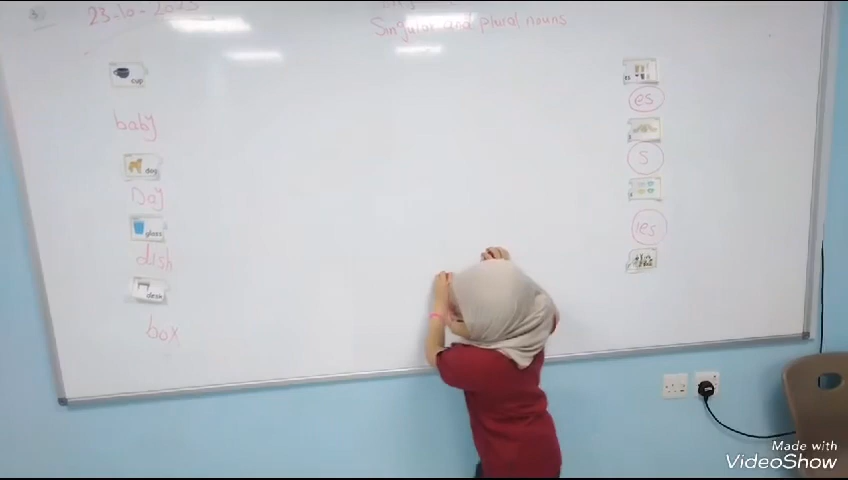 23-10-2023
Singular and plural nouns
cup
baby
dog
Day
glass
dish
desk
box
es
s
ies
Made with
VideoShow